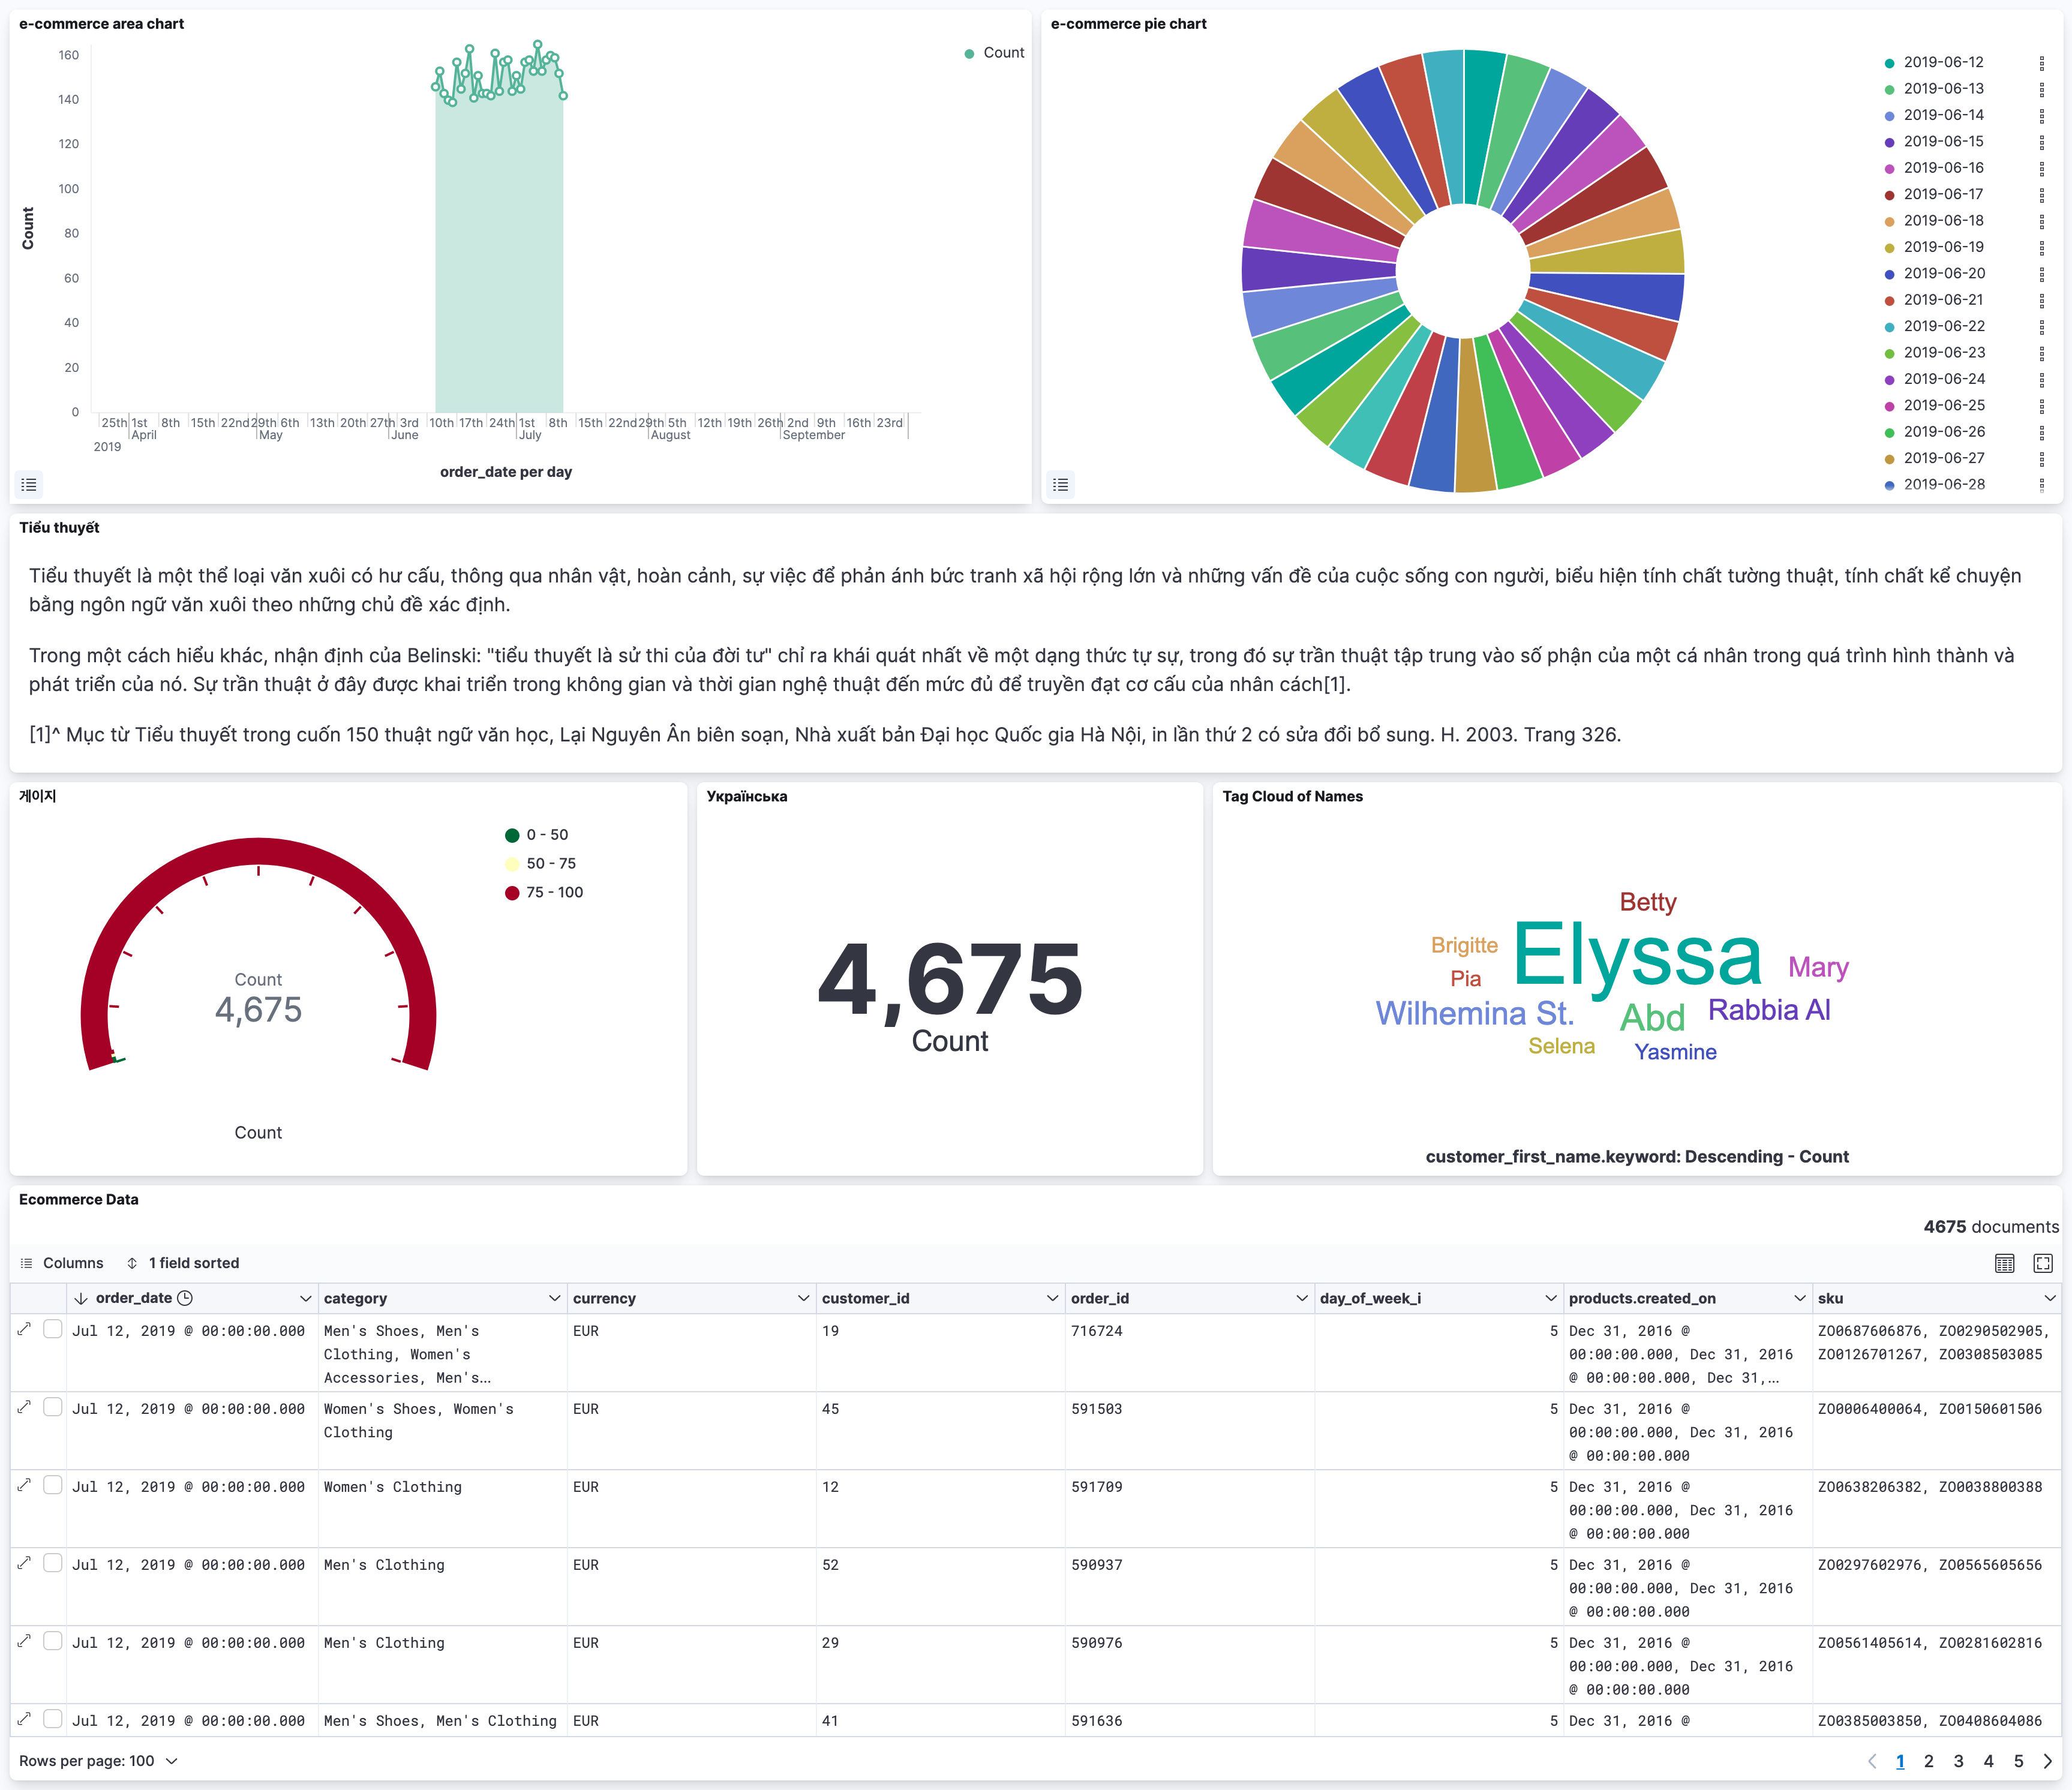 e-commerce area chart
Count
160
140
120
100
80
60
40
20
0
Count
25th 1st 8th 15th 22nd 29th 6th 13th 20th 27th 3rd 10th 17th 24th 1st 8th 15th 22nd 29th 5th 12th 19th 26th 2nd 9th 16th 23rd
April May June July August September
2019
order_date per day
e-commerce pie chart
2019-06-12
2019-06-13
2019-06-14
2019-06-15
2019-06-16
2019-06-17
2019-06-18
2019-06-19
2019-06-20
2019-06-21
2019-06-22
2019-06-23
2019-06-24
2019-06-25
2019-06-26
2019-06-27
2019-06-28
Tiểu thuyết
Tiểu thuyết là một thể loại văn xuôi có hư cấu, thông qua nhân vật, hoàn cảnh, sự việc để phản ánh bức tranh xã hội rộng lớn và những vấn đề của cuộc sống con người, biểu hiện tính chất tường thuật, tính chất kể chuyện
bằng ngôn ngữ văn xuôi theo những chủ đề xác định.
Trong một cách hiểu khác, nhận định của Belinski: "tiểu thuyết là sử thi của đời tư" chỉ ra khái quát nhất về một dạng thức tự sự, trong đó sự trần thuật tập trung vào số phận của một cá nhân trong quá trình hình thành và
phát triển của nó. Sự trần thuật ở đây được khai triển trong không gian và thời gian nghệ thuật đến mức đủ để truyền đạt cơ cấu của nhân cách[1].
[1]^ Mục từ Tiểu thuyết trong cuốn 150 thuật ngữ văn học, Lại Nguyên Ân biên soạn, Nhà xuất bản Đại học Quốc gia Hà Nội, in lần thứ 2 có sửa đổi bổ sung. H. 2003. Trang 326.
게이지
0 - 50
50 - 75
75 - 100
Count
4,675
Count
Українська
4,675
Count
Tag Cloud of Names
Betty
Brigitte
Elyssa
Pia
Mary
Wilhemina St.
Abd
Rabbia Al
Selena
Yasmine
customer_first_name.keyword: Descending - Count
Ecommerce Data
4675 documents
Columns 1 field sorted
order_date category currency customer_id order_id day_of_week_i products.created_on sku
Jul 12, 2019 @ 00:00:00.000 Men's Shoes, Men's EUR 19 716724 5 Dec 31, 2016 @ ZO0687606876, ZO0290502905,
Clothing, Women's 00:00:00.000, Dec 31, 2016 ZO0126701267, ZO0308503085
Accessories, Men's... @ 00:00:00.000, Dec 31,...
Jul 12, 2019 @ 00:00:00.000 Women's Shoes, Women's EUR 45 591503 5 Dec 31, 2016 @ ZO0006400064, ZO0150601506
Clothing 00:00:00.000, Dec 31, 2016
@ 00:00:00.000
Jul 12, 2019 @ 00:00:00.000 Women's Clothing EUR 12 591709 5 Dec 31, 2016 @ ZO0638206382, ZO0038800388
00:00:00.000, Dec 31, 2016
@ 00:00:00.000
Jul 12, 2019 @ 00:00:00.000 Men's Clothing EUR 52 590937 5 Dec 31, 2016 @ ZO0297602976, ZO0565605656
00:00:00.000, Dec 31, 2016
@ 00:00:00.000
Jul 12, 2019 @ 00:00:00.000 Men's Clothing EUR 29 590976 5 Dec 31, 2016 @ ZO0561405614, ZO0281602816
00:00:00.000, Dec 31, 2016
@ 00:00:00.000
Jul 12, 2019 @ 00:00:00.000 Men's Shoes, Men's Clothing EUR 41 591636 5 Dec 31, 2016 @ ZO0385003850, ZO0408604086
Rows per page: 100
1 2 3 4 5